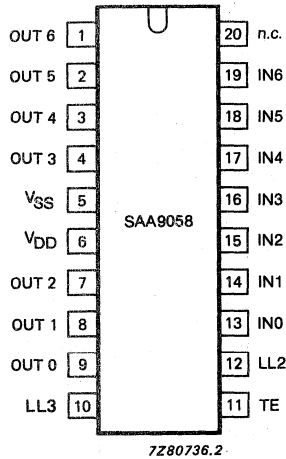 OUT 6 1 20 n.c.
OUT 5 2 19 IN6
OUT 4 3 18 IN5
OUT 3 4 17 IN4
VSS 5 16 IN3
SAA9058
VDD 6 15 IN2
OUT 2 7 14 IN1
OUT 1 8 13 IN0
OUT 0 9 12 LL2
LL3 10 11 TE
7Z80736.2